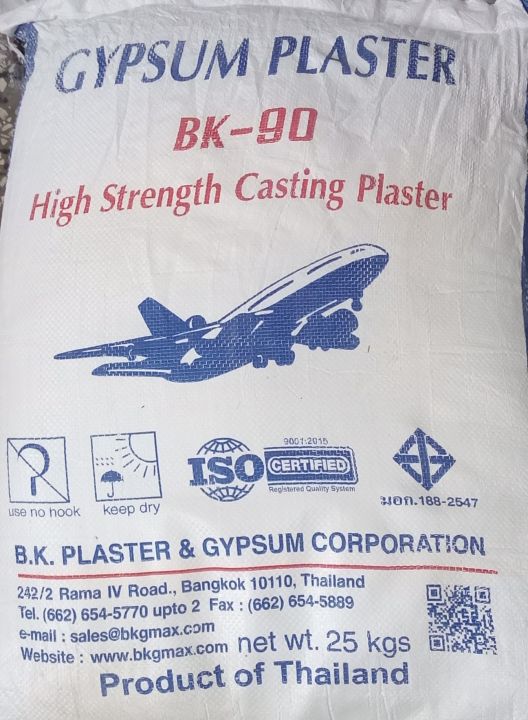 GYPSUM PLASTER
BK-90
High Strength Casting Plaster
use no hook
keep dry
9001:2015
ISO CERTIFIED
Registered Quality System
มอก.188-2547
B.K. PLASTER & GYPSUM CORPORATION
242/2 Rama IV Road., Bangkok 10110, Thailand
Tel. (662) 654-5770 upto 2 Fax : (662) 654-5889
e-mail : sales@bkgmax.com
Website : www.bkgmax.com net wt. 25 kgs
Product of Thailand